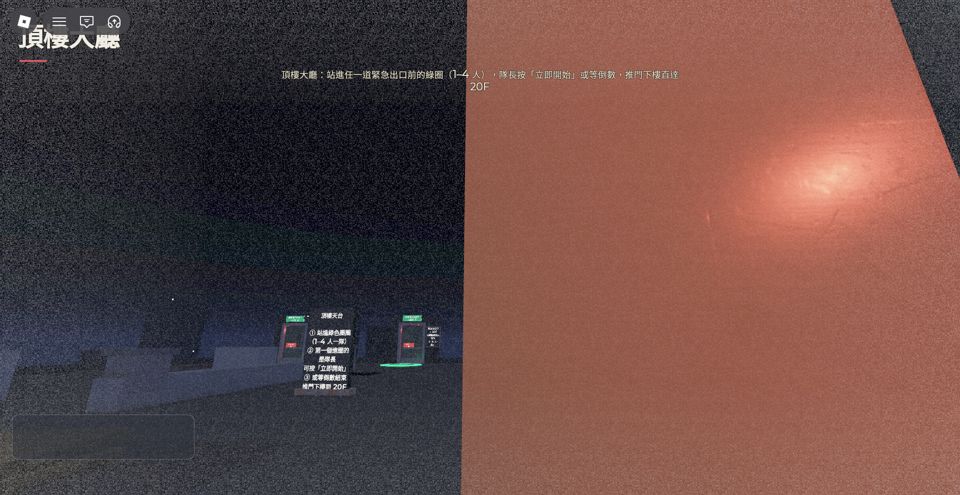 頂樓大廳
頂樓大廳：站進任一道緊急出口前的綠圈（1–4 人），隊長按「立即開始」或等倒數，推門下樓直達
20F
頂樓天台
① 站進綠色圓圈
（1–4 人一隊）
② 第一個進圈的
是隊長
可按「立即開始」
③ 或等倒數結束
推門下樓到 20F